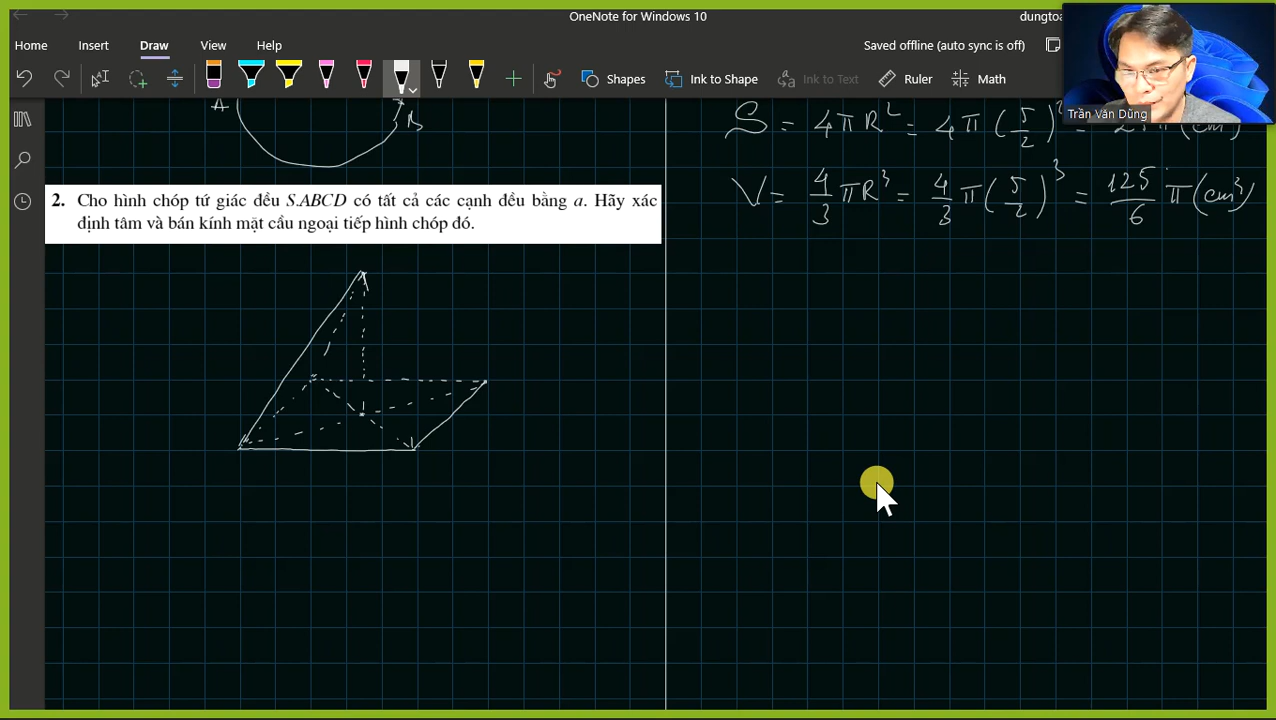 OneNote for Windows 10
Home Insert Draw View Help
Saved offline (auto sync is off)
Shapes Ink to Shape Ink to Text Ruler Math
Trần Văn Dũng
A
B
S = 4πR² = 4π(5/2)² = 25π(cm²)
V = 4/3 πR³ = 4/3 π(5/2)³ = 125/6 π(cm³)
2. Cho hình chóp tứ giác đều S.ABCD có tất cả các cạnh đều bằng a. Hãy xác
định tâm và bán kính mặt cầu ngoại tiếp hình chóp đó.